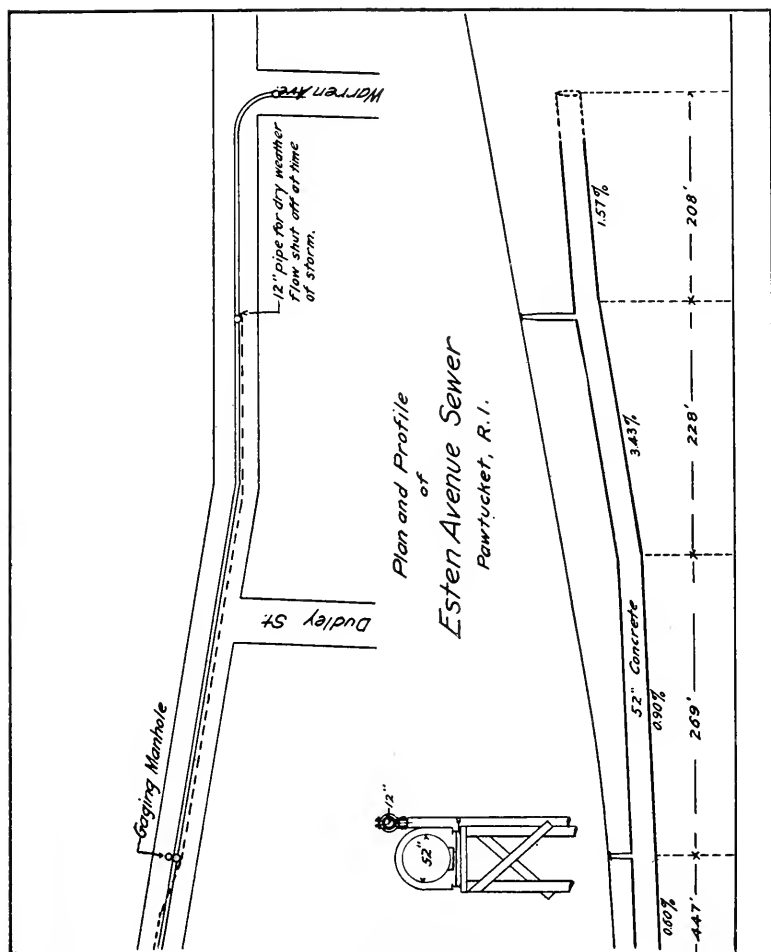 Warren Ave.
12" pipe for dry weather
flow shut off at time
of storm.
Gaging Manhole
Dudley St.
Plan and Profile
of
Esten Avenue Sewer
Pawtucket, R.I.
12"
52"
52" Concrete
1.57%
3.43%
0.90%
0.60%
208'
228'
269'
447'